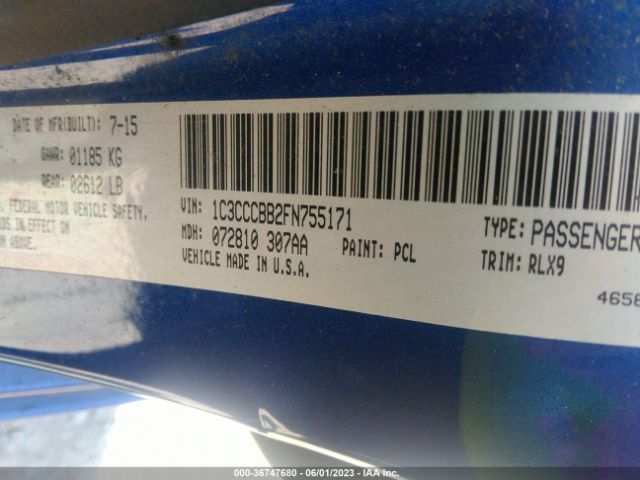 DATE OF MFR(BUILT): 7-15
GAWR: 01185 KG
REAR: 02612 LB
FEDERAL MOTOR VEHICLE SAFETY,
DS IN EFFECT ON
N ABOVE.
VIN: 1C3CCCBB2FN755171
MDH: 072810 307AA PAINT: PCL
VEHICLE MADE IN U.S.A.
TYPE: PASSENGER
TRIM: RLX9
4658
000-36747680 - 06/01/2023 - IAA Inc.